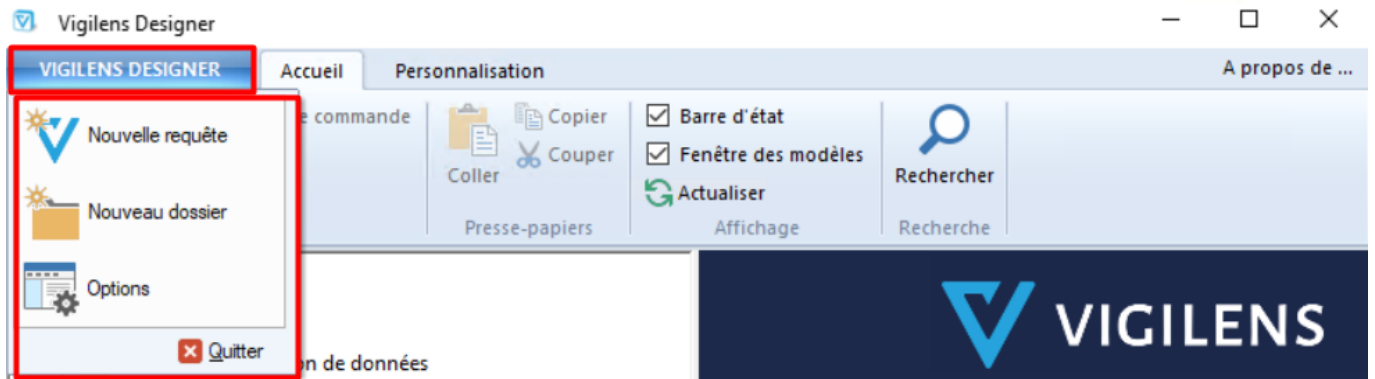 Vigilens Designer
VIGILENS DESIGNER Accueil Personnalisation A propos de ...
Nouvelle requête
Nouveau dossier
Options
Quitter
commande
Coller
Copier
Couper
Presse-papiers
Barre d'état
Fenêtre des modèles
Actualiser
Affichage
Rechercher
Recherche
de données
VIGILENS